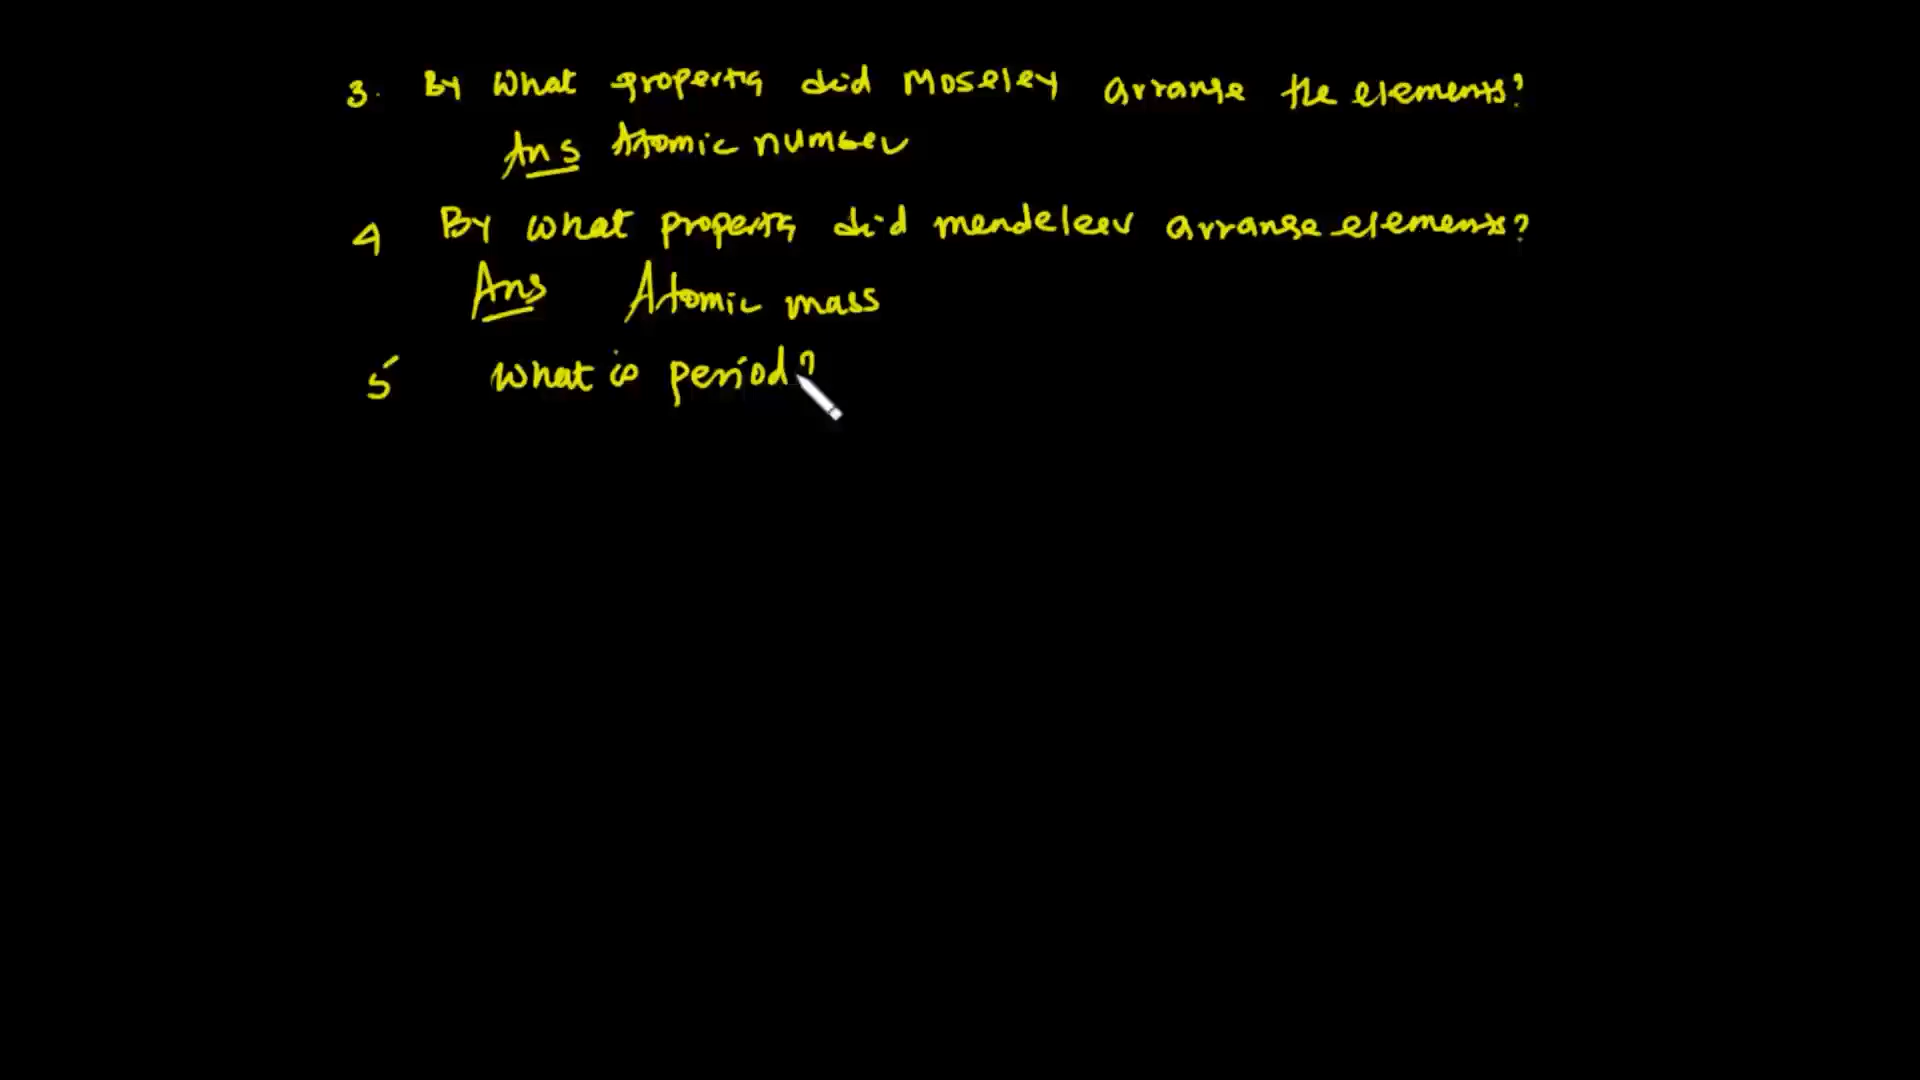 3. By what property did Moseley arrange the elements?
Ans Atomic number
4 By what property did mendeleev arrange elements?
Ans Atomic mass
5 What is period?